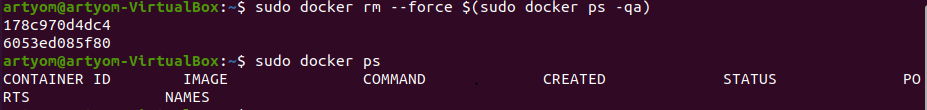 artyom@artyom-VirtualBox:~$ sudo docker rm --force $(sudo docker ps -qa)
178c970d4dc4
6053ed085f80
artyom@artyom-VirtualBox:~$ sudo docker ps
CONTAINER ID        IMAGE               COMMAND             CREATED             STATUS              PO
RTS               NAMES